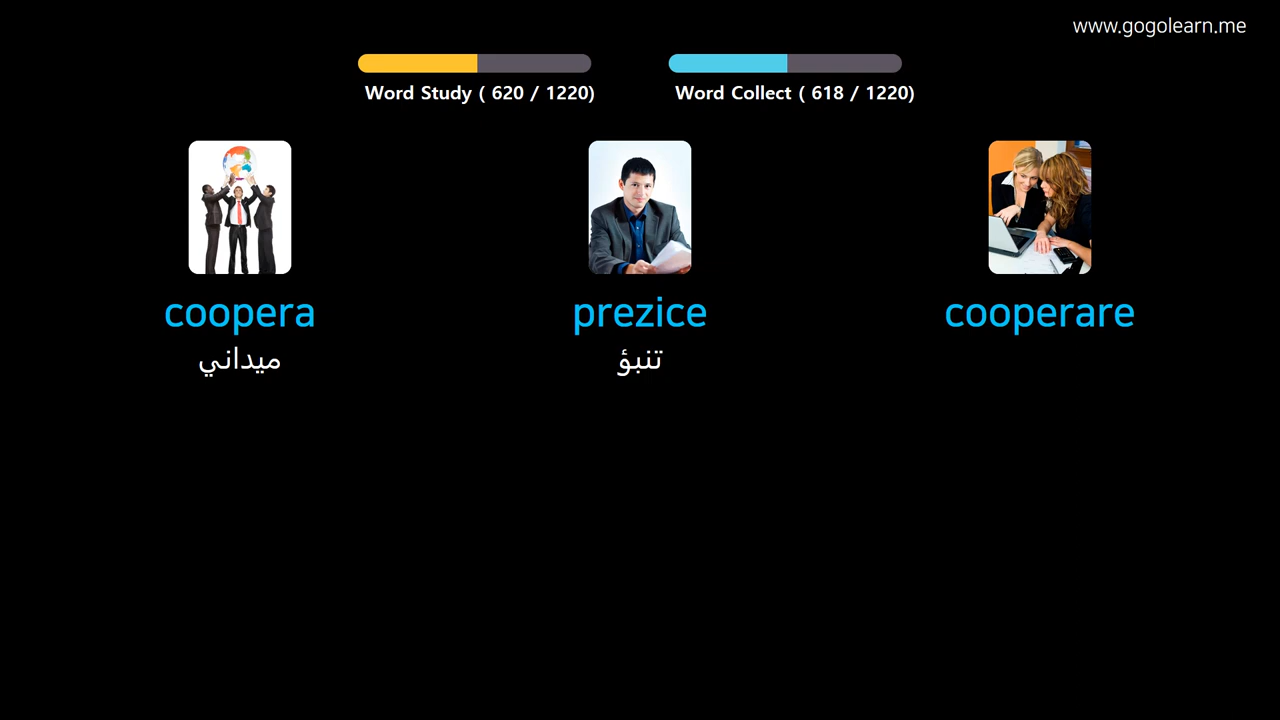 www.gogolearn.me
Word Study ( 620 / 1220)
Word Collect ( 618 / 1220)
coopera
prezice
cooperare
ميداني
تنبؤ